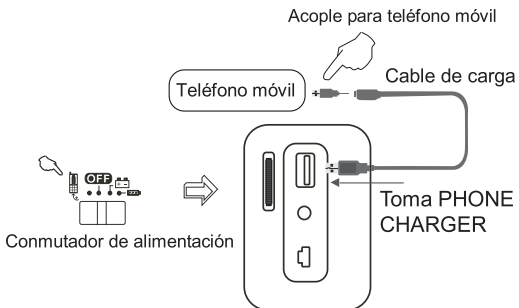 Acople para teléfono móvil
Cable de carga
Teléfono móvil
OFF
Toma PHONE
CHARGER
Conmutador de alimentación